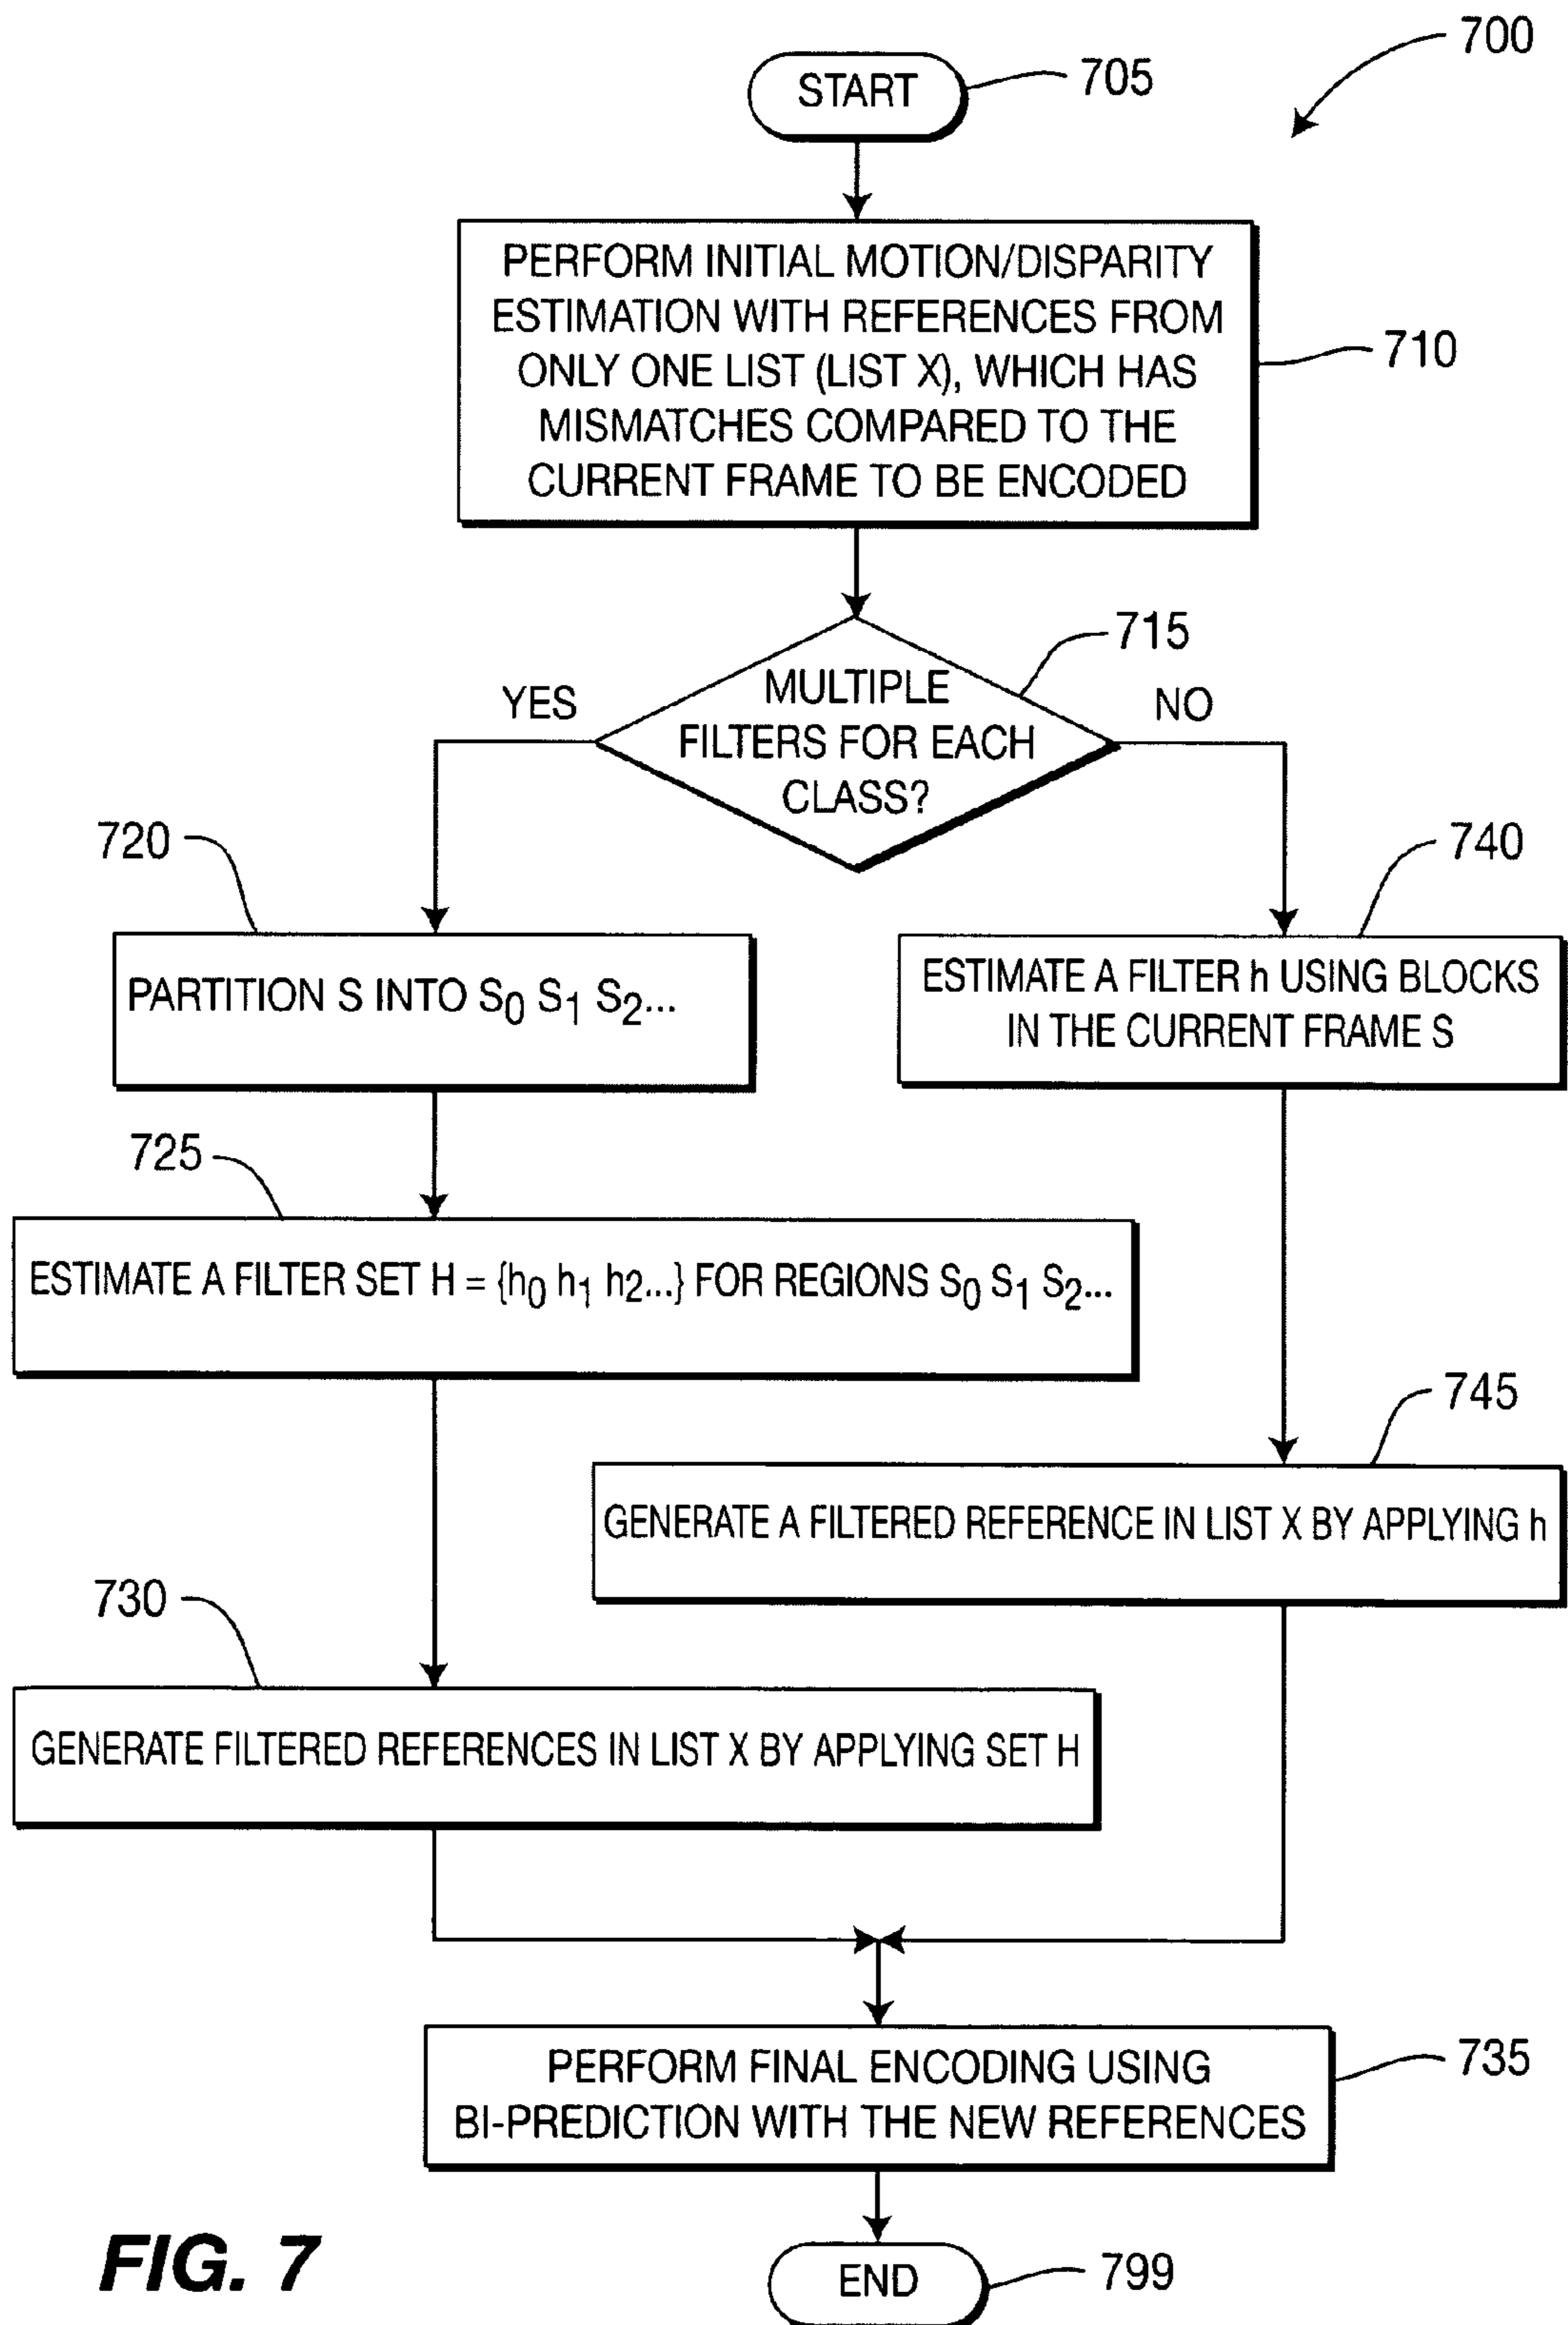 700
START
705
PERFORM INITIAL MOTION/DISPARITY
ESTIMATION WITH REFERENCES FROM
ONLY ONE LIST (LIST X), WHICH HAS
MISMATCHES COMPARED TO THE
CURRENT FRAME TO BE ENCODED
710
715
MULTIPLE
FILTERS FOR EACH
CLASS?
YES
NO
720
PARTITION S INTO S0 S1 S2...
740
ESTIMATE A FILTER h USING BLOCKS
IN THE CURRENT FRAME S
725
ESTIMATE A FILTER SET H = {h0 h1 h2...} FOR REGIONS S0 S1 S2...
745
GENERATE A FILTERED REFERENCE IN LIST X BY APPLYING h
730
GENERATE FILTERED REFERENCES IN LIST X BY APPLYING SET H
PERFORM FINAL ENCODING USING
BI-PREDICTION WITH THE NEW REFERENCES
735
END
799
FIG. 7